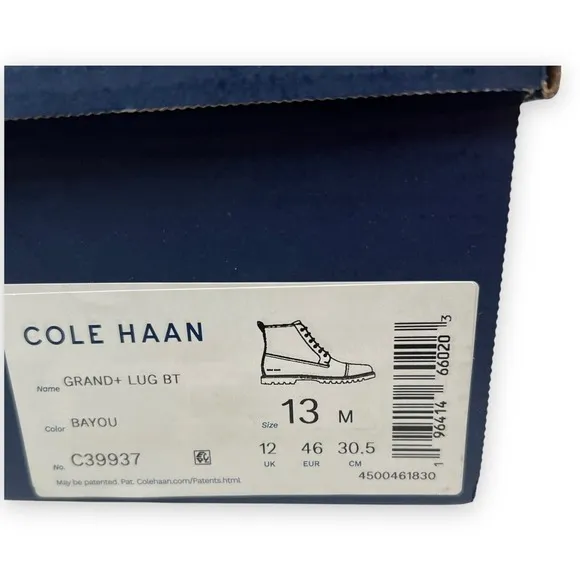 COLE HAAN
Name GRAND+ LUG BT
Color BAYOU
No. C39937
May be patented. Pat. Colehaan.com/Patents.html.
Size 13 M
12 46 30.5
UK EUR CM
1 96414 66020 3
4500461830